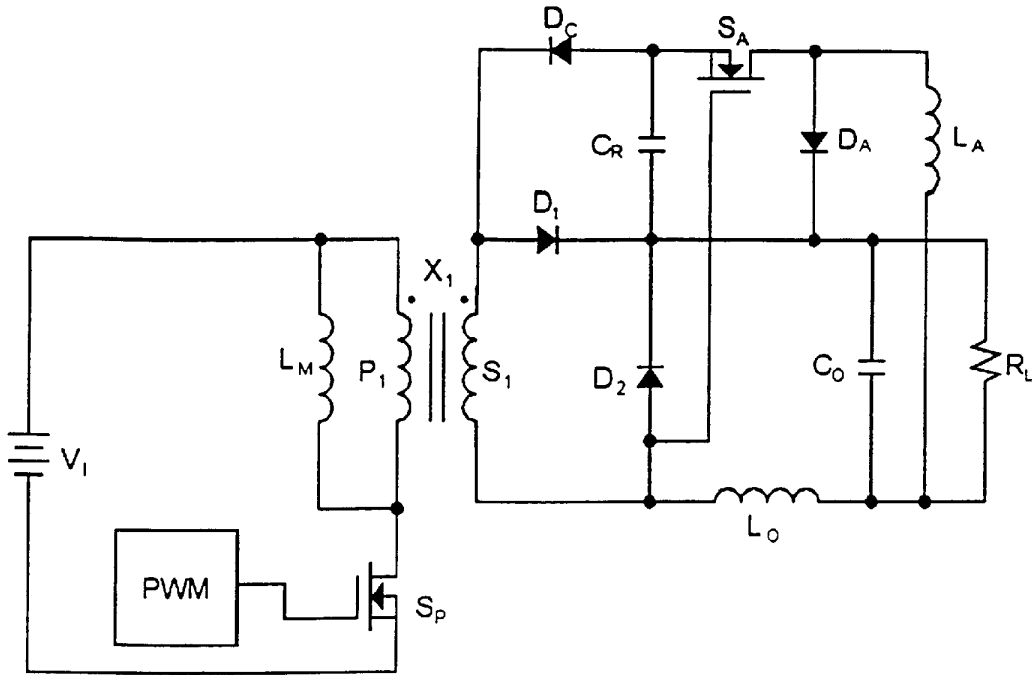 D_C
S_A
C_R
D_A
L_A
D_1
X_1
L_M
P_1
S_1
D_2
C_O
R_L
V_I
L_O
PWM
S_P